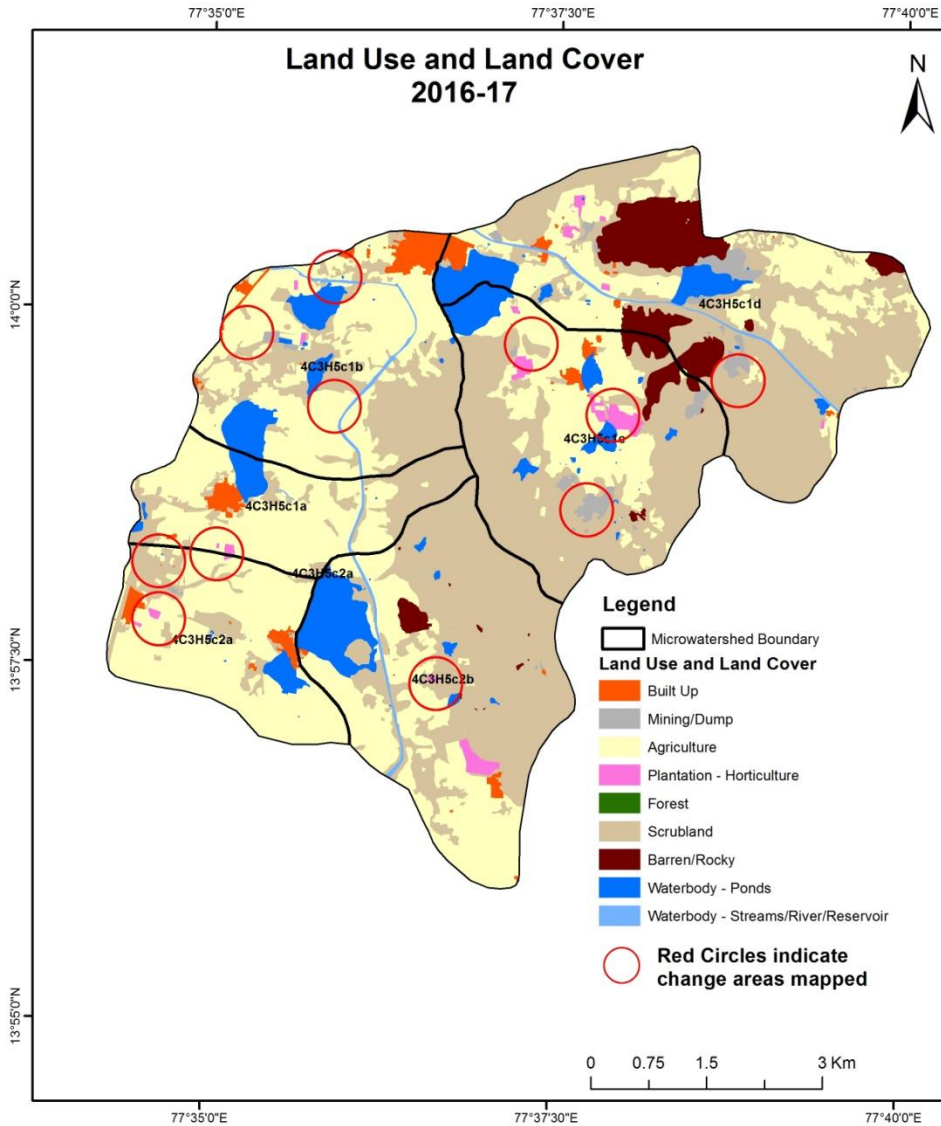 77°35'0"E 77°37'30"E 77°40'0"E
Land Use and Land Cover
2016-17
N
14°0'0"N
4C3H5c1d
4C3H5c1b
4C3H5c1c
4C3H5c1a
4C3H5c2a
4C3H5c2a
4C3H5c2b
13°57'30"N
Legend
Microwatershed Boundary
Land Use and Land Cover
Built Up
Mining/Dump
Agriculture
Plantation - Horticulture
Forest
Scrubland
Barren/Rocky
Waterbody - Ponds
Waterbody - Streams/River/Reservoir
Red Circles indicate
change areas mapped
13°55'0"N
0 0.75 1.5 3 Km
77°35'0"E 77°37'30"E 77°40'0"E